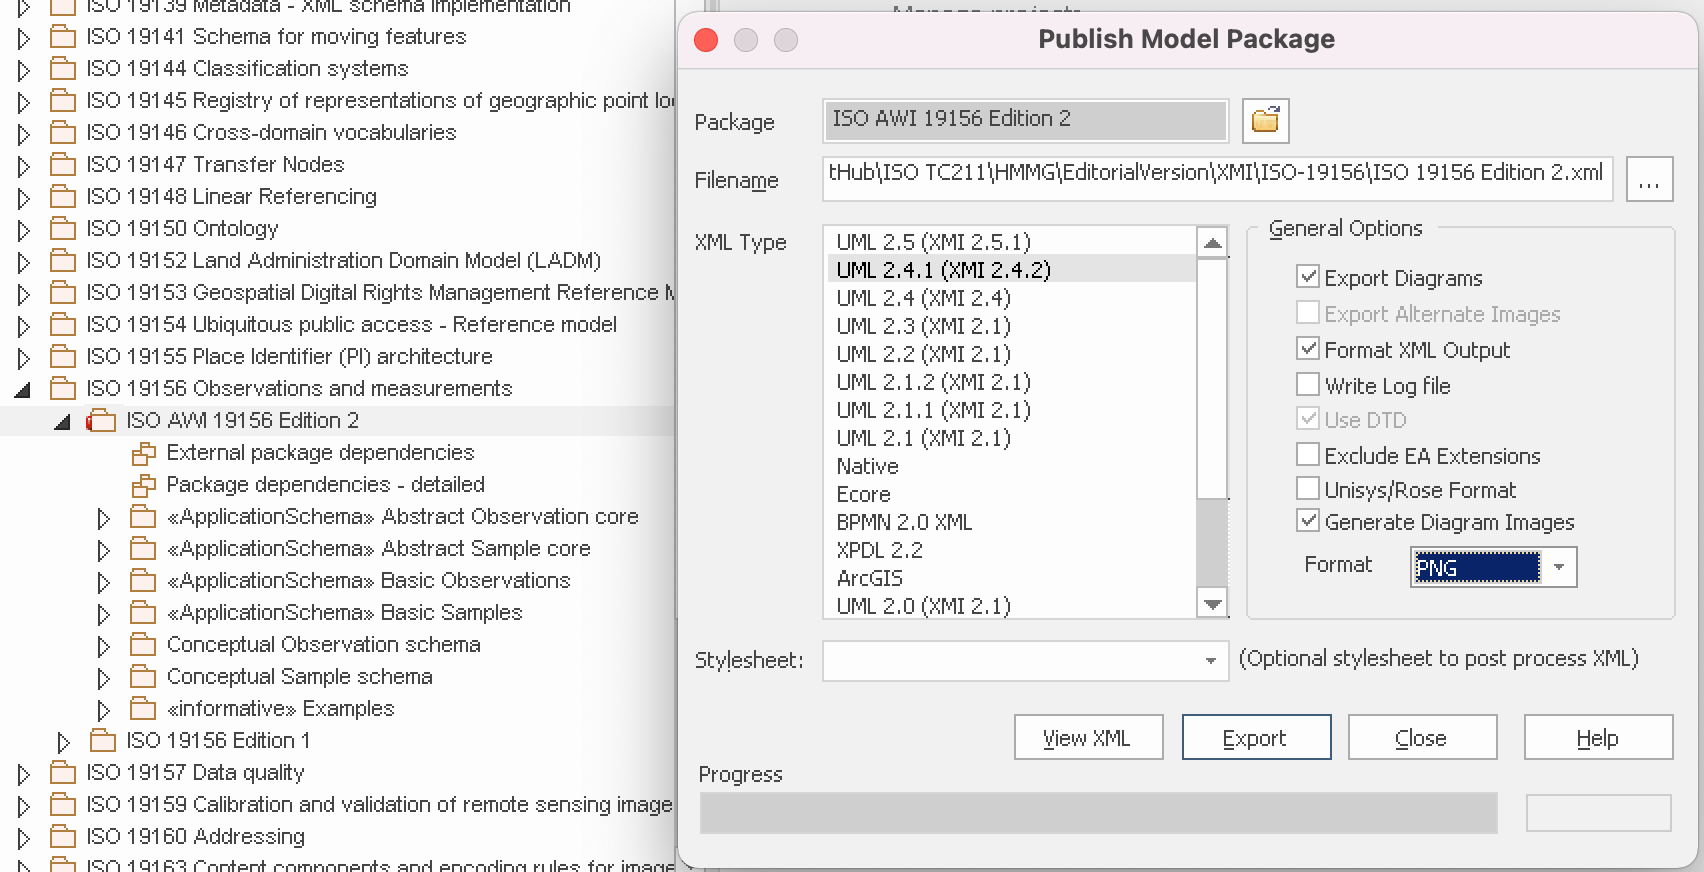 ISO 19139 Metadata - XML schema implementation
ISO 19141 Schema for moving features
ISO 19144 Classification systems
ISO 19145 Registry of representations of geographic point
ISO 19146 Cross-domain vocabularies
ISO 19147 Transfer Nodes
ISO 19148 Linear Referencing
ISO 19150 Ontology
ISO 19152 Land Administration Domain Model (LADM)
ISO 19153 Geospatial Digital Rights Management Reference
ISO 19154 Ubiquitous public access - Reference model
ISO 19155 Place Identifier (PI) architecture
ISO 19156 Observations and measurements
ISO AWI 19156 Edition 2
External package dependencies
Package dependencies - detailed
«ApplicationSchema» Abstract Observation core
«ApplicationSchema» Abstract Sample core
«ApplicationSchema» Basic Observations
«ApplicationSchema» Basic Samples
Conceptual Observation schema
Conceptual Sample schema
«informative» Examples
ISO 19156 Edition 1
ISO 19157 Data quality
ISO 19159 Calibration and validation of remote sensing image
ISO 19160 Addressing
ISO 19163 Content components and encoding rules for image
Manage projects
Publish Model Package
Package
ISO AWI 19156 Edition 2
Filename
tHub\ISO TC211\HMMG\EditorialVersion\XMI\ISO-19156\ISO 19156 Edition 2.xml
...
XML Type
UML 2.5 (XMI 2.5.1)
UML 2.4.1 (XMI 2.4.2)
UML 2.4 (XMI 2.4)
UML 2.3 (XMI 2.1)
UML 2.2 (XMI 2.1)
UML 2.1.2 (XMI 2.1)
UML 2.1.1 (XMI 2.1)
UML 2.1 (XMI 2.1)
Native
Ecore
BPMN 2.0 XML
XPDL 2.2
ArcGIS
UML 2.0 (XMI 2.1)
General Options
Export Diagrams
Export Alternate Images
Format XML Output
Write Log file
Use DTD
Exclude EA Extensions
Unisys/Rose Format
Generate Diagram Images
Format
PNG
Stylesheet:
(Optional stylesheet to post process XML)
View XML
Export
Close
Help
Progress